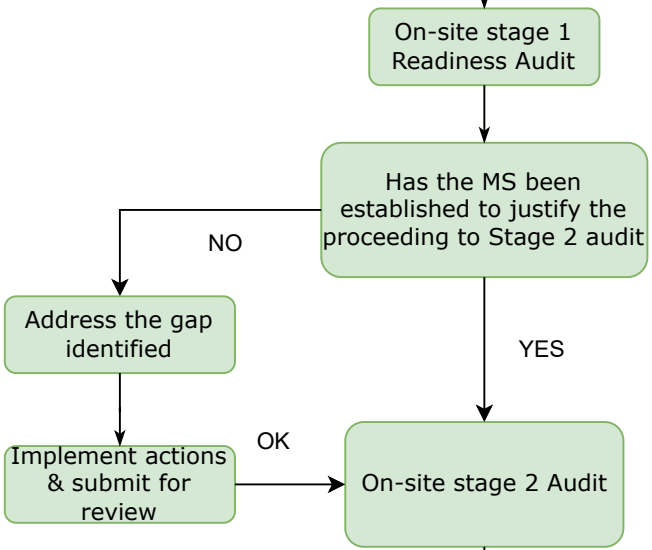 On-site stage 1
Readiness Audit
Has the MS been
established to justify the
proceeding to Stage 2 audit
NO
Address the gap
identified
YES
Implement actions
& submit for
review
OK
On-site stage 2 Audit